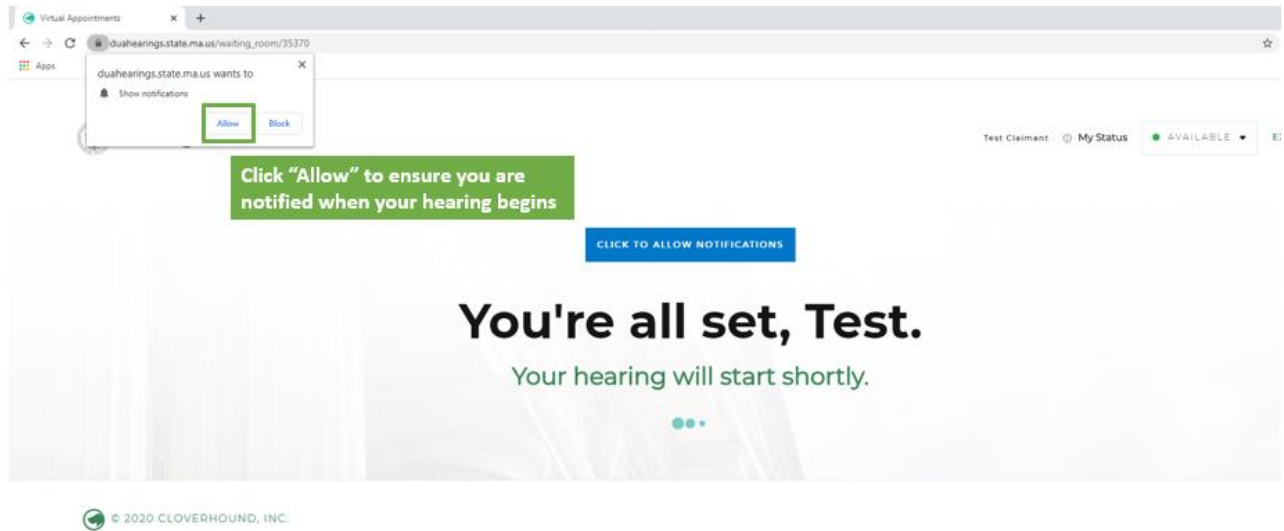 Virtual Appointments
duahearings.state.ma.us/waiting_room/35370
Apps
duahearings.state.ma.us wants to
Show notifications
Allow Block
Test Claimant My Status AVAILABLE
Click “Allow” to ensure you are
notified when your hearing begins
CLICK TO ALLOW NOTIFICATIONS
You're all set, Test.
Your hearing will start shortly.
© 2020 CLOVERHOUND, INC.